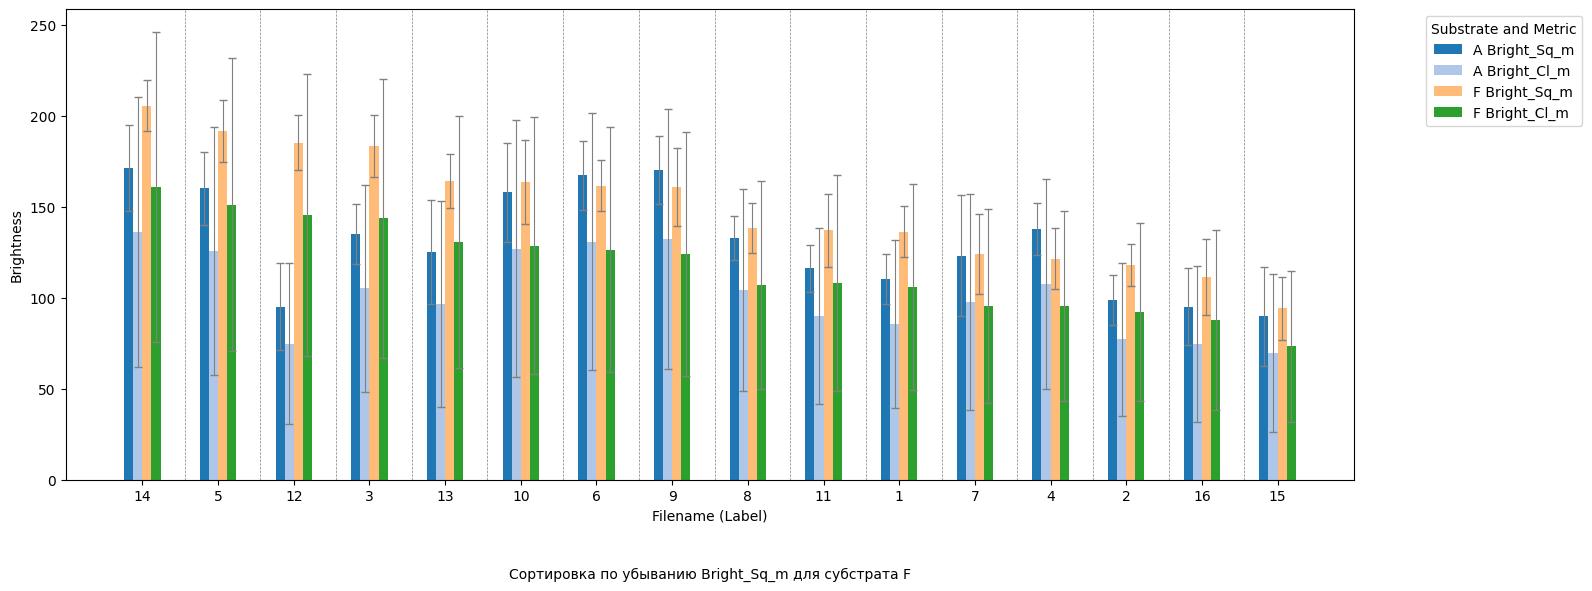 250
200
150
100
50
0
Brightness
14 5 12 3 13 10 6 9 8 11 1 7 4 2 16 15
Filename (Label)
Сортировка по убыванию Bright_Sq_m для субстрата F
Substrate and Metric
A Bright_Sq_m
A Bright_Cl_m
F Bright_Sq_m
F Bright_Cl_m